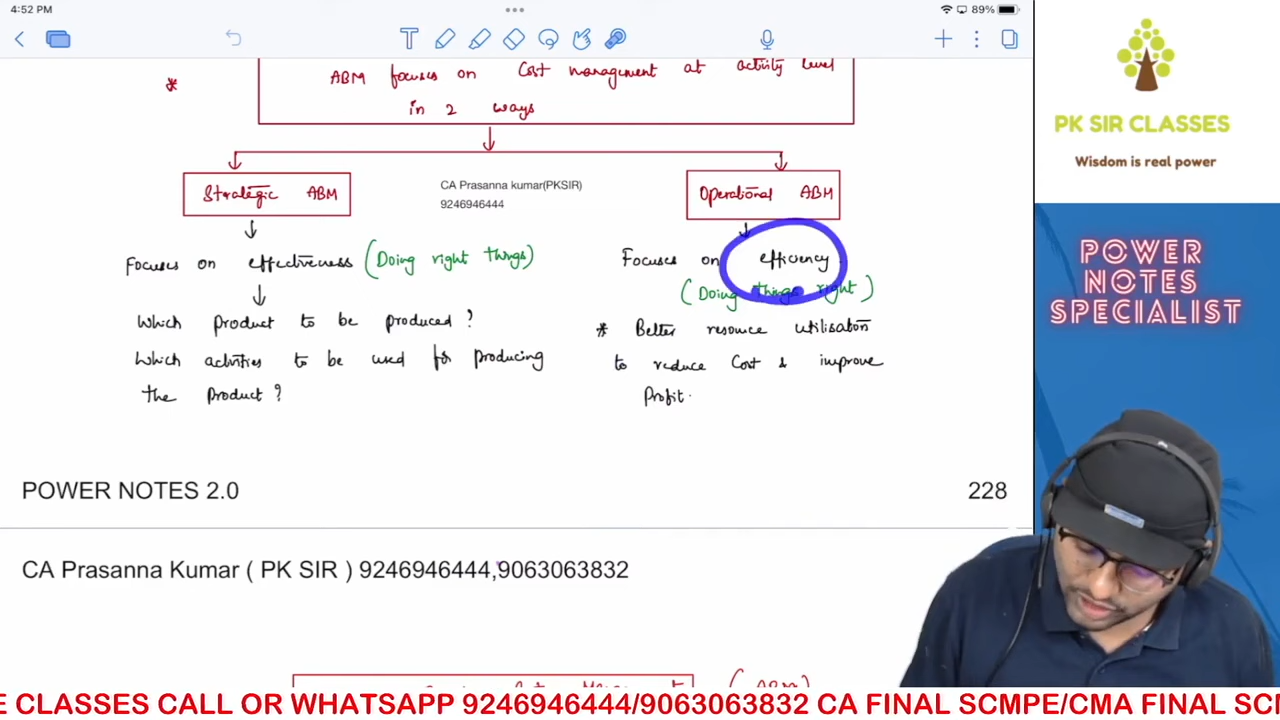 4:52 PM
89%
ABM focuses on Cost management at activity level
in 2 ways
Strategic ABM
Operational ABM
CA Prasanna kumar(PKSIR)
9246946444
Focuses on effectiveness (Doing right things)
Focuses on efficiency
(Doing things right)
Which product to be produced?
Which activities to be used for producing
the Product?
* Better resource utilisation
to reduce Cost & improve
Profit.
POWER NOTES 2.0
228
CA Prasanna Kumar ( PK SIR ) 9246946444,9063063832
PK SIR CLASSES
Wisdom is real power
POWER
NOTES
SPECIALIST
E CLASSES CALL OR WHATSAPP 9246946444/9063063832 CA FINAL SCMPE/CMA FINAL SC